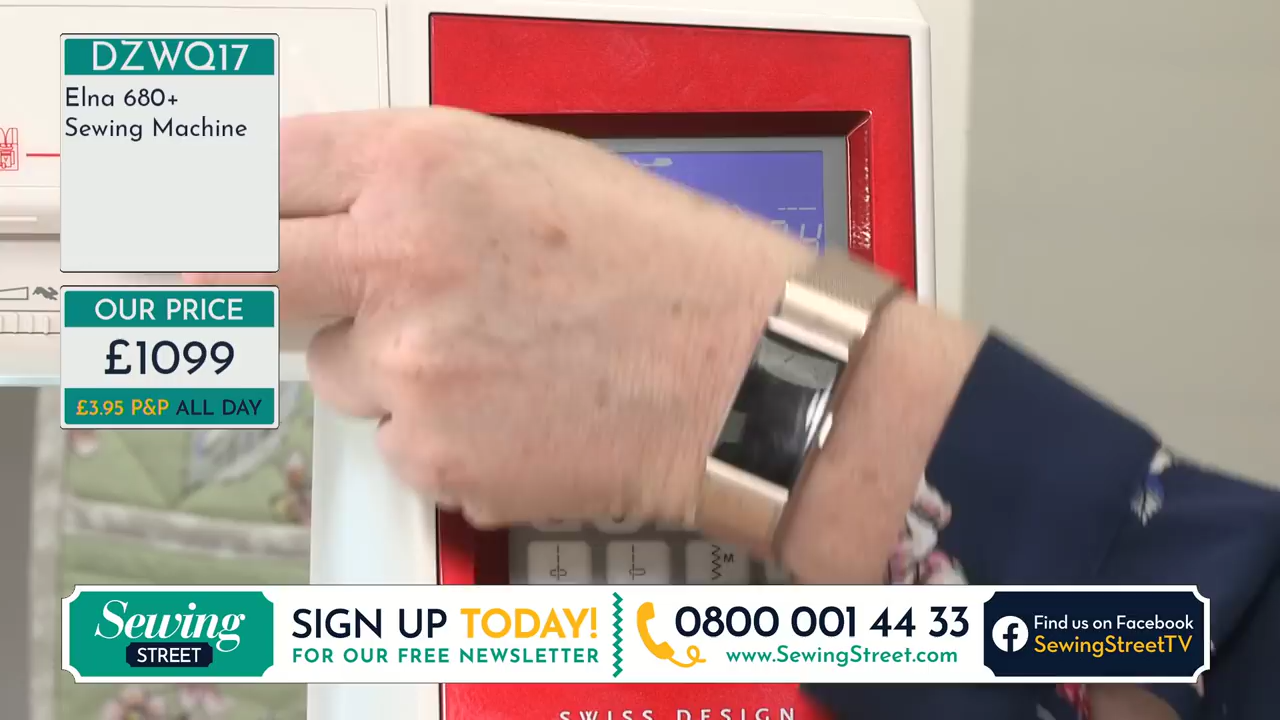 DZWQ17
Elna 680+
Sewing Machine
OUR PRICE
£1099
£3.95 P&P ALL DAY
M
Sewing
STREET
SIGN UP TODAY!
FOR OUR FREE NEWSLETTER
0800 001 44 33
www.SewingStreet.com
Find us on Facebook
SewingStreetTV
SWISS DESIGN